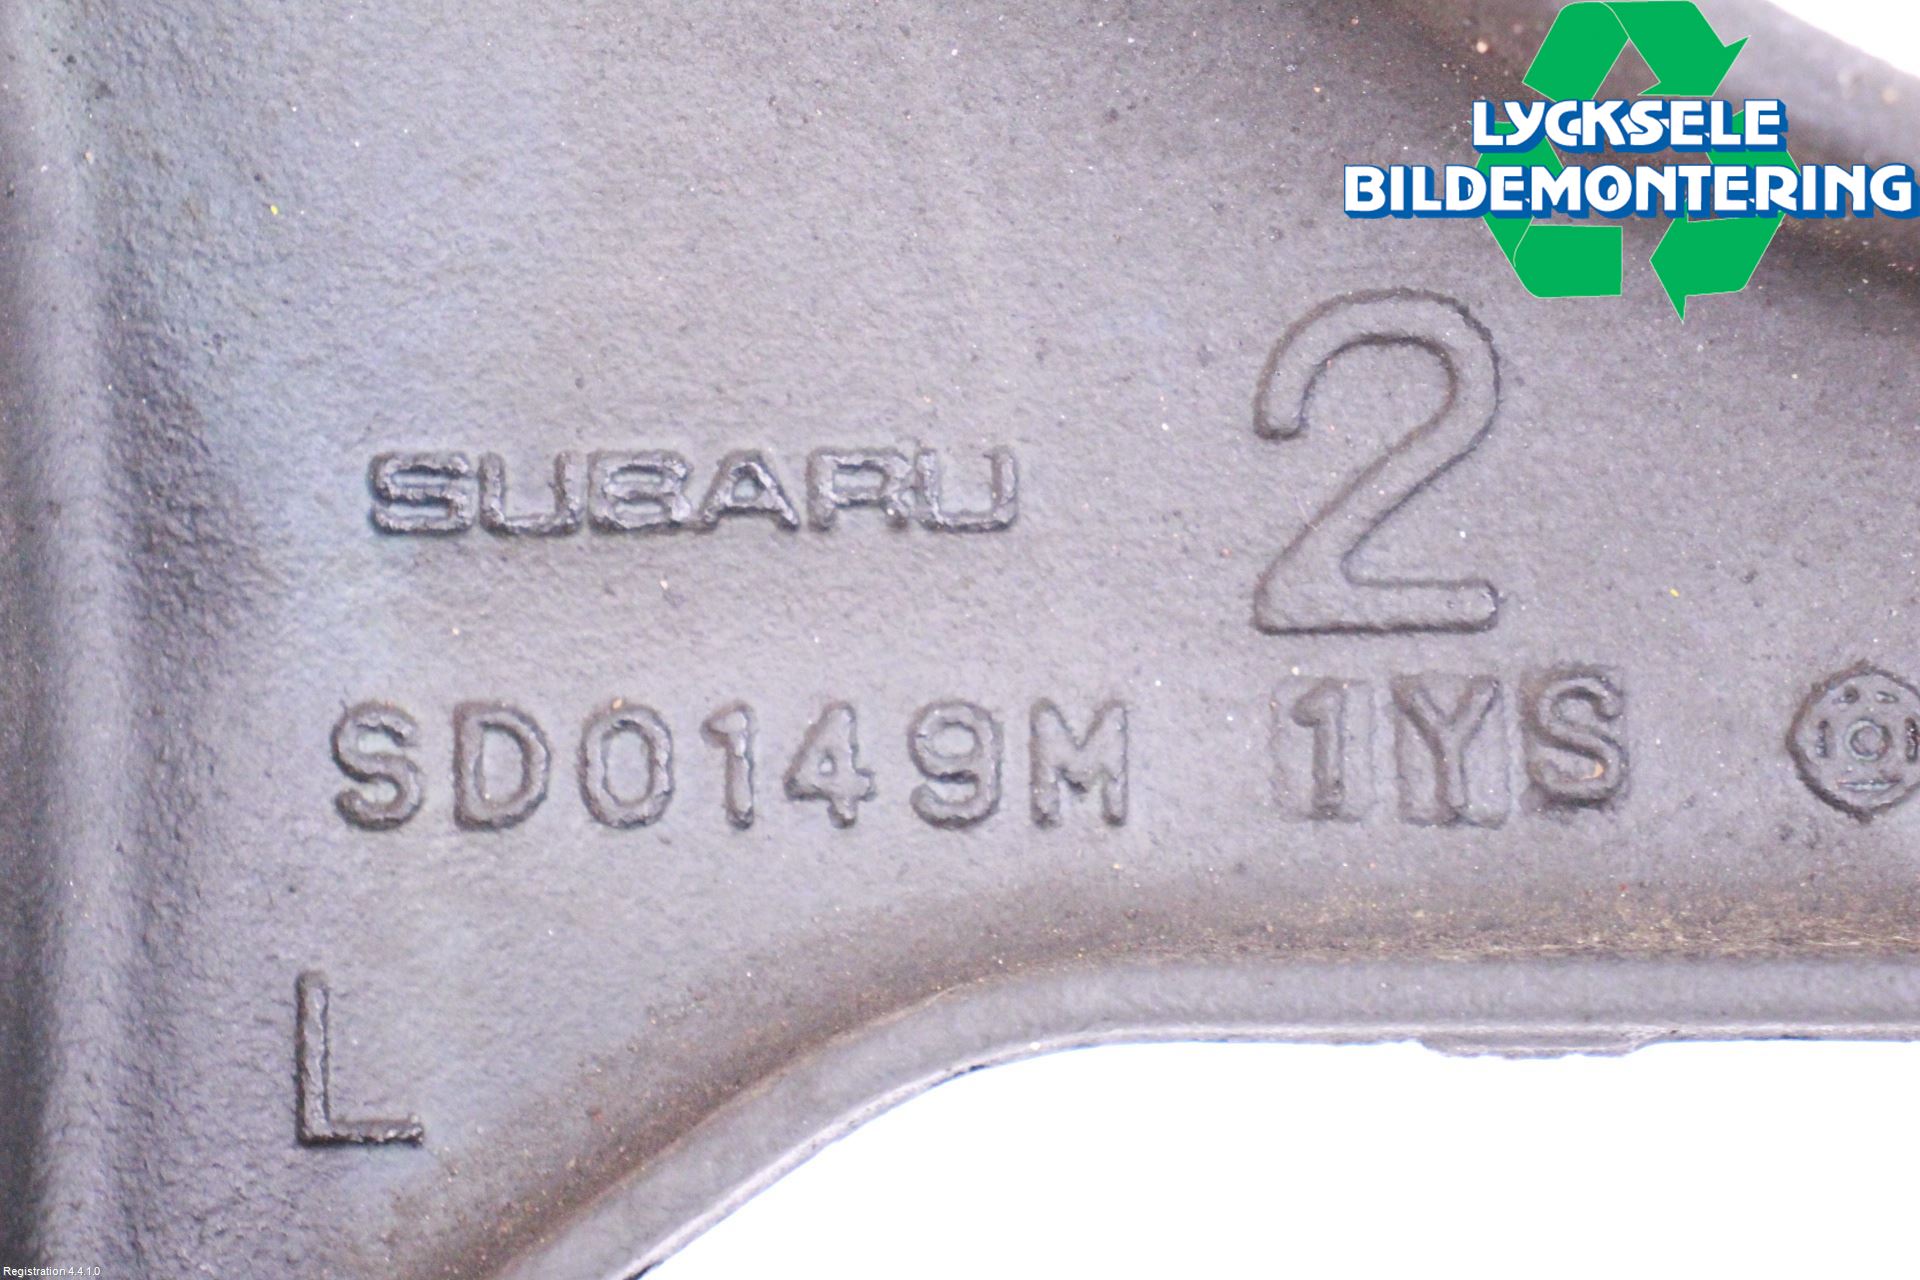 LYCKSELE
BILDEMONTERING
2
SUBARU
SD0149M 1YS
L
Registration 4.4.1.0